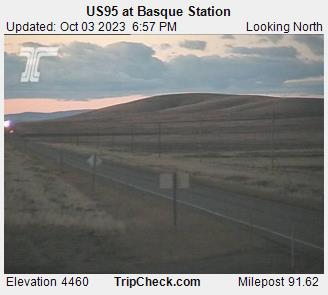 US95 at Basque Station
Updated: Oct 03 2023 6:57 PM Looking North
Elevation 4460 TripCheck.com Milepost 91.62